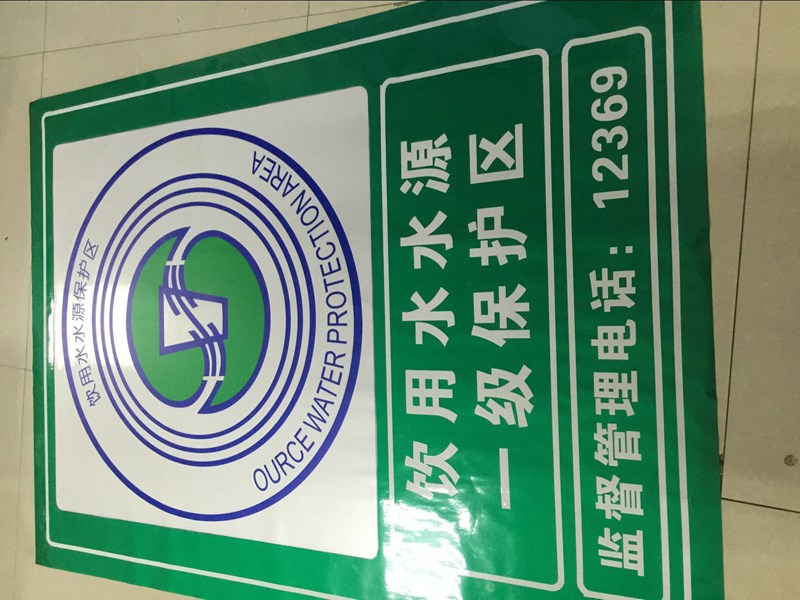 饮用水水源保护区
OURCE WATER PROTECTION AREA
饮用水水源
一级保护区
监督管理电话：12369